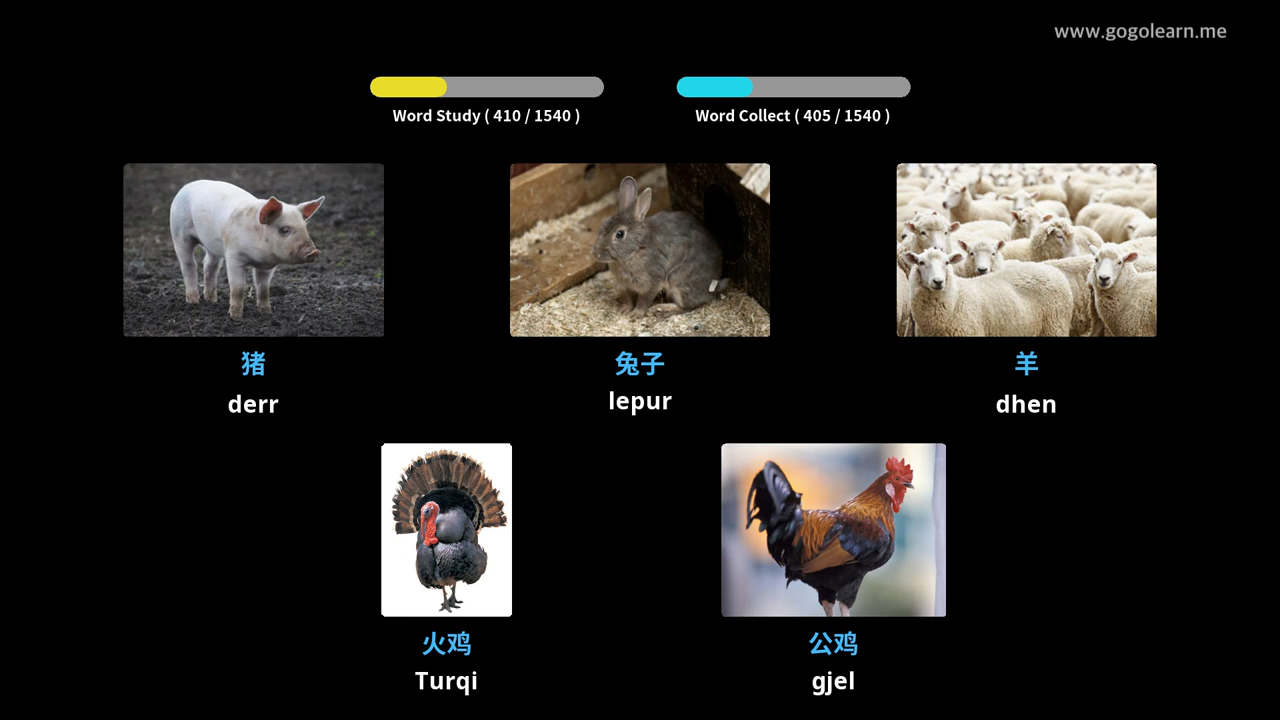 www.gogolearn.me
Word Study ( 410 / 1540 )
Word Collect ( 405 / 1540 )
猪
derr
兔子
lepur
羊
dhen
火鸡
Turqi
公鸡
gjel